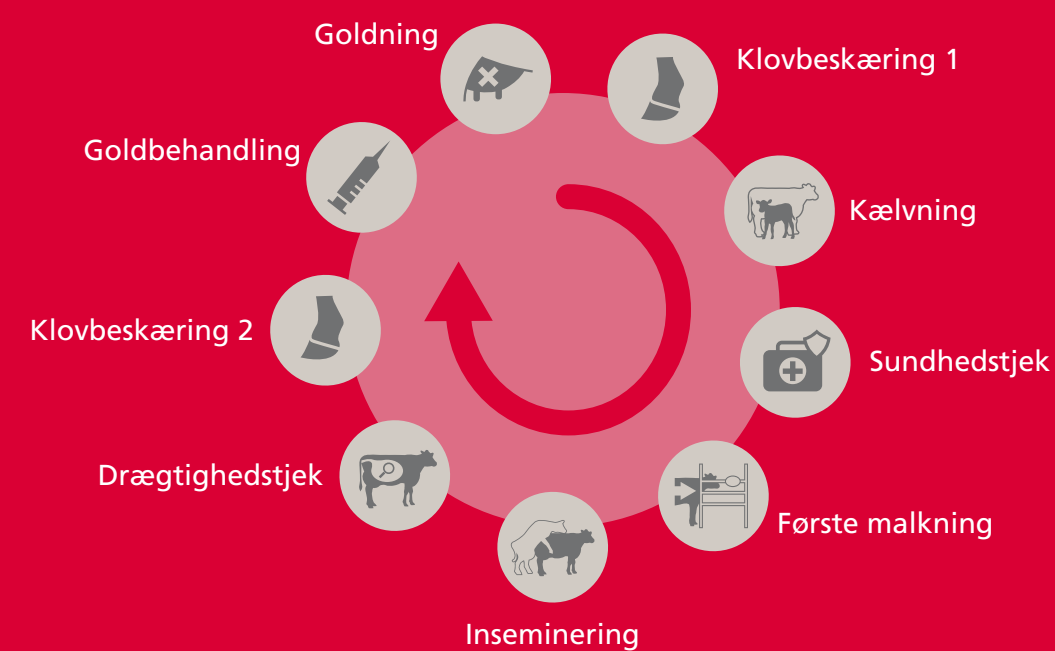 Goldning
Klovbeskæring 1
Goldbehandling
Kælvning
Klovbeskæring 2
Sundhedstjek
Drægtighedstjek
Første malkning
Inseminering